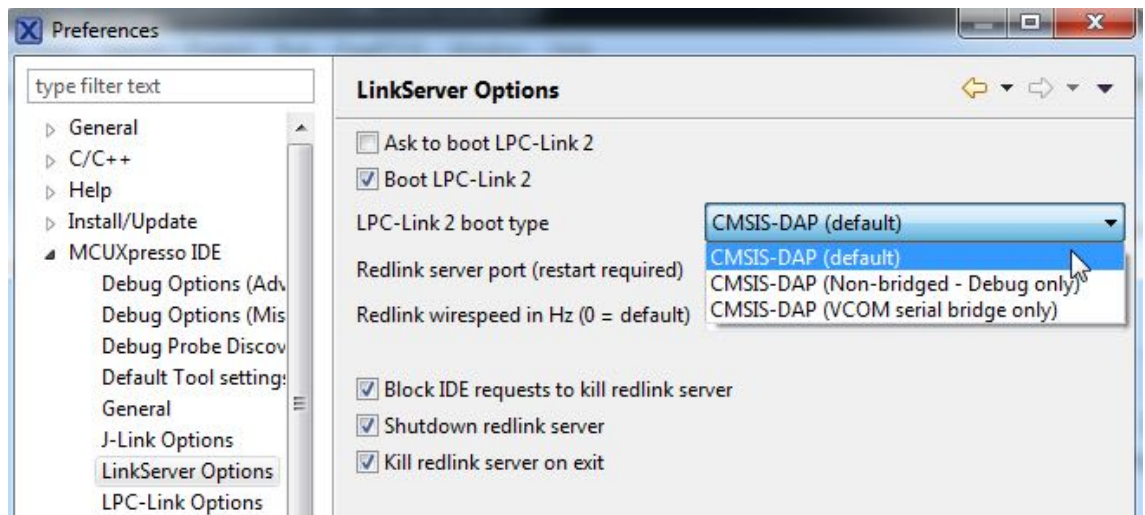 Preferences
type filter text
General
C/C++
Help
Install/Update
MCUXpresso IDE
Debug Options (Adv
Debug Options (Mis
Debug Probe Discov
Default Tool settings
General
J-Link Options
LinkServer Options
LPC-Link Options
LinkServer Options
Ask to boot LPC-Link 2
Boot LPC-Link 2
LPC-Link 2 boot type
CMSIS-DAP (default)
CMSIS-DAP (default)
CMSIS-DAP (Non-bridged - Debug only)
CMSIS-DAP (VCOM serial bridge only)
Redlink server port (restart required)
Redlink wirespeed in Hz (0 = default)
Block IDE requests to kill redlink server
Shutdown redlink server
Kill redlink server on exit